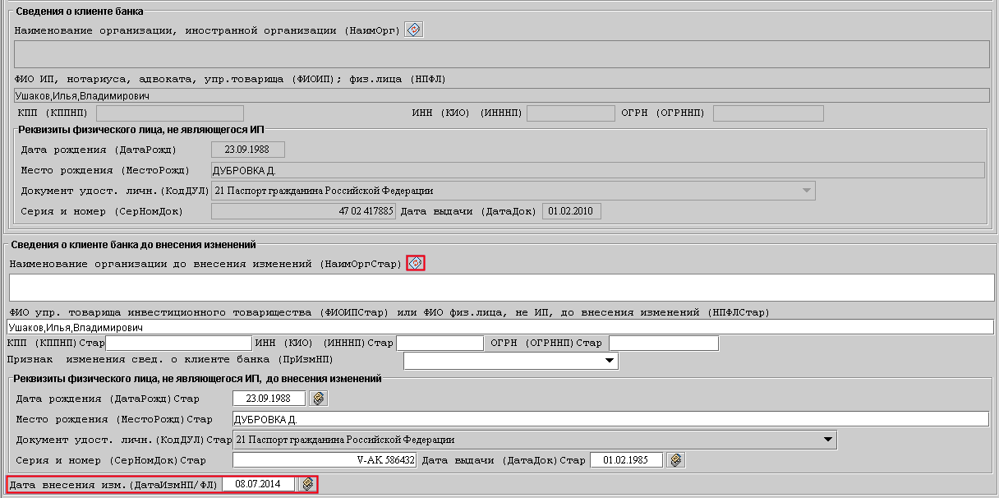 Сведения о клиенте банка
Наименование организации, иностранной организации (НаимОрг)
ФИО ИП, нотариуса, адвоката, упр.товарища (ФИОИП); физ.лица (НПФЛ)
Ушаков,Илья,Владимирович
КПП (КППНП) ИНН (КИО) (ИНННП) ОГРН (ОГРННП)
Реквизиты физического лица, не являющегося ИП
Дата рождения (ДатаРожд) 23.09.1988
Место рождения (МестоРожд) ДУБРОВКА Д.
Документ удост. личн.(КодДУЛ) 21 Паспорт гражданина Российской Федерации
Серия и номер (СерНомДок) 47 02 417885 Дата выдачи (ДатаДок) 01.02.2010
Сведения о клиенте банка до внесения изменений
Наименование организации до внесения изменений (НаимОргСтар)
ФИО упр. товарища инвестиционного товарищества (ФИОИПСтар) или ФИО физ.лица, не ИП, до внесения изменений (НПФЛСтар)
Ушаков,Илья,Владимирович
КПП (КППНП)Стар ИНН (КИО) (ИНННП)Стар ОГРН (ОГРННП)Стар
Признак изменения свед. о клиенте банка (ПрИзмНП)
Реквизиты физического лица, не являющегося ИП, до внесения изменений
Дата рождения (ДатаРожд)Стар 23.09.1988
Место рождения (МестоРожд)Стар ДУБРОВКА Д.
Документ удост. личн.(КодДУЛ)Стар 21 Паспорт гражданина Российской Федерации
Серия и номер (СерНомДок)Стар V-АК 586432 Дата выдачи (ДатаДок)Стар 01.02.1985
Дата внесения изм.(ДатаИзмНП/ФЛ) 08.07.2014